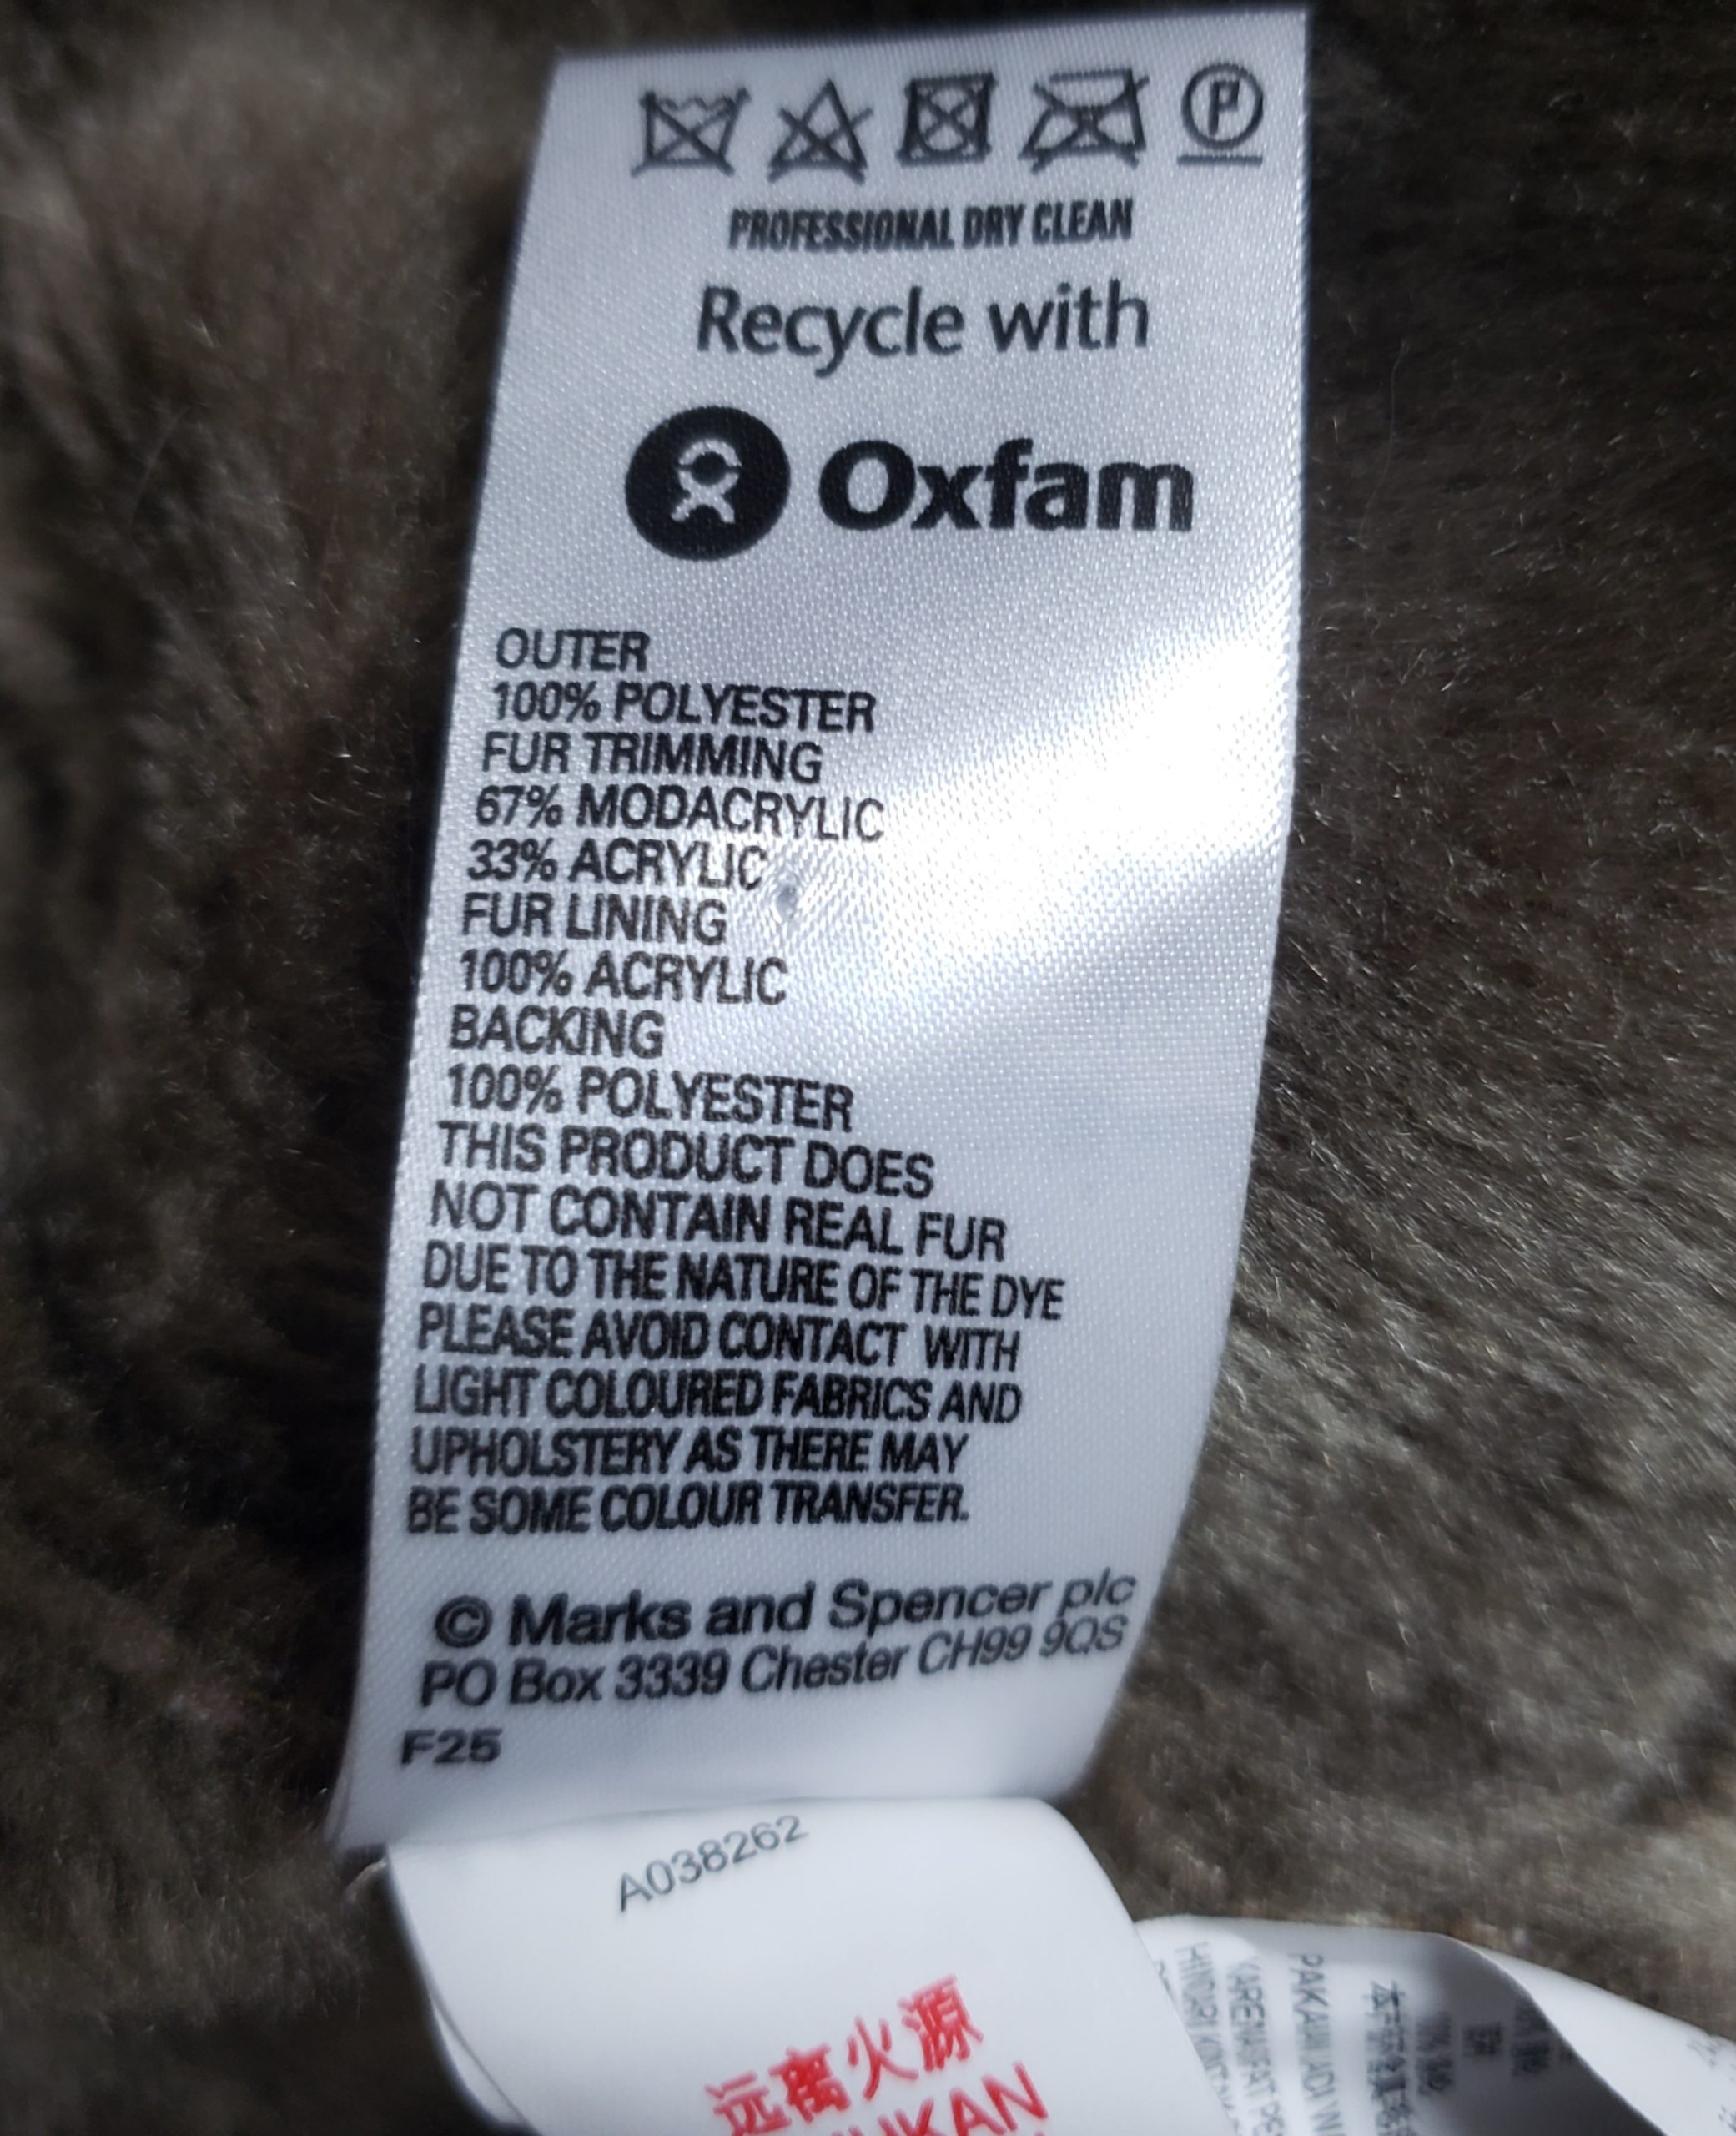 P
PROFESSIONAL DRY CLEAN
Recycle with
Oxfam
OUTER
100% POLYESTER
FUR TRIMMING
67% MODACRYLIC
33% ACRYLIC
FUR LINING
100% ACRYLIC
BACKING
100% POLYESTER
THIS PRODUCT DOES
NOT CONTAIN REAL FUR
DUE TO THE NATURE OF THE DYE
PLEASE AVOID CONTACT WITH
LIGHT COLOURED FABRICS AND
UPHOLSTERY AS THERE MAY
BE SOME COLOUR TRANSFER.
© Marks and Spencer plc
PO Box 3339 Chester CH99 9QS
F25
A038262
远离火源